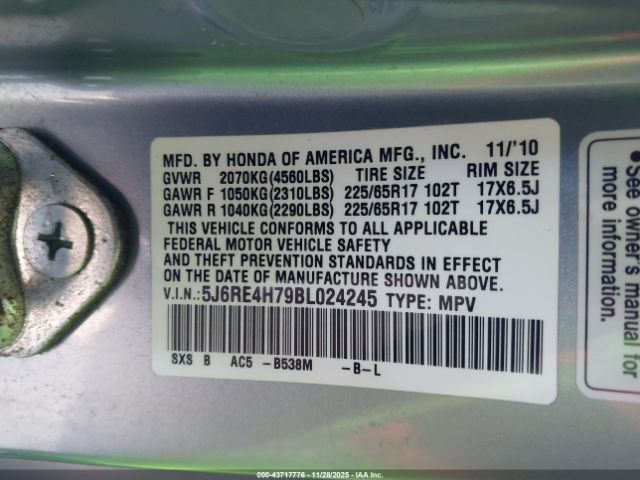 MFD. BY HONDA OF AMERICA MFG., INC. 11/'10
GVWR 2070KG(4560LBS) TIRE SIZE RIM SIZE
GAWR F 1050KG(2310LBS) 225/65R17 102T 17X6.5J
GAWR R 1040KG(2290LBS) 225/65R17 102T 17X6.5J
THIS VEHICLE CONFORMS TO ALL APPLICABLE
FEDERAL MOTOR VEHICLE SAFETY
AND THEFT PREVENTION STANDARDS IN EFFECT
ON THE DATE OF MANUFACTURE SHOWN ABOVE.
V.I.N.:5J6RE4H79BL024245 TYPE: MPV
SXS B AC5 -B538M -B-L
See owner's manual
information.
000-43717776 - 11/28/2025 - IAA Inc.